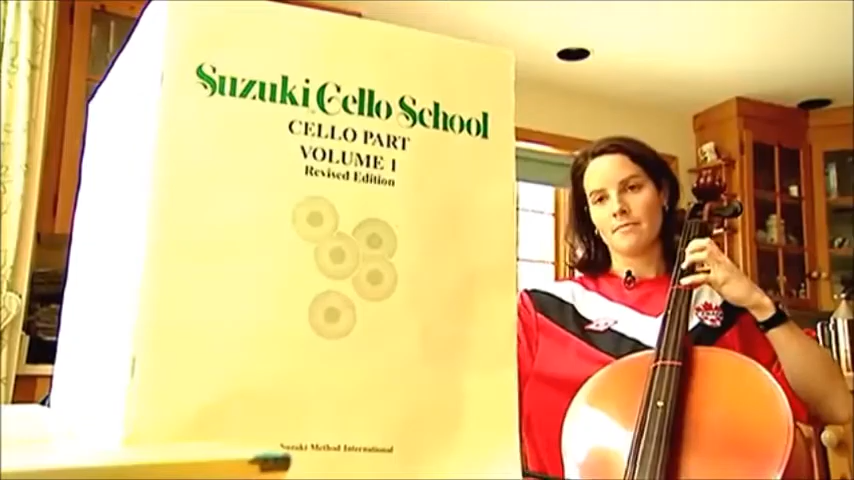 Suzuki Cello School
CELLO PART
VOLUME 1
Revised Edition
Suzuki Method International